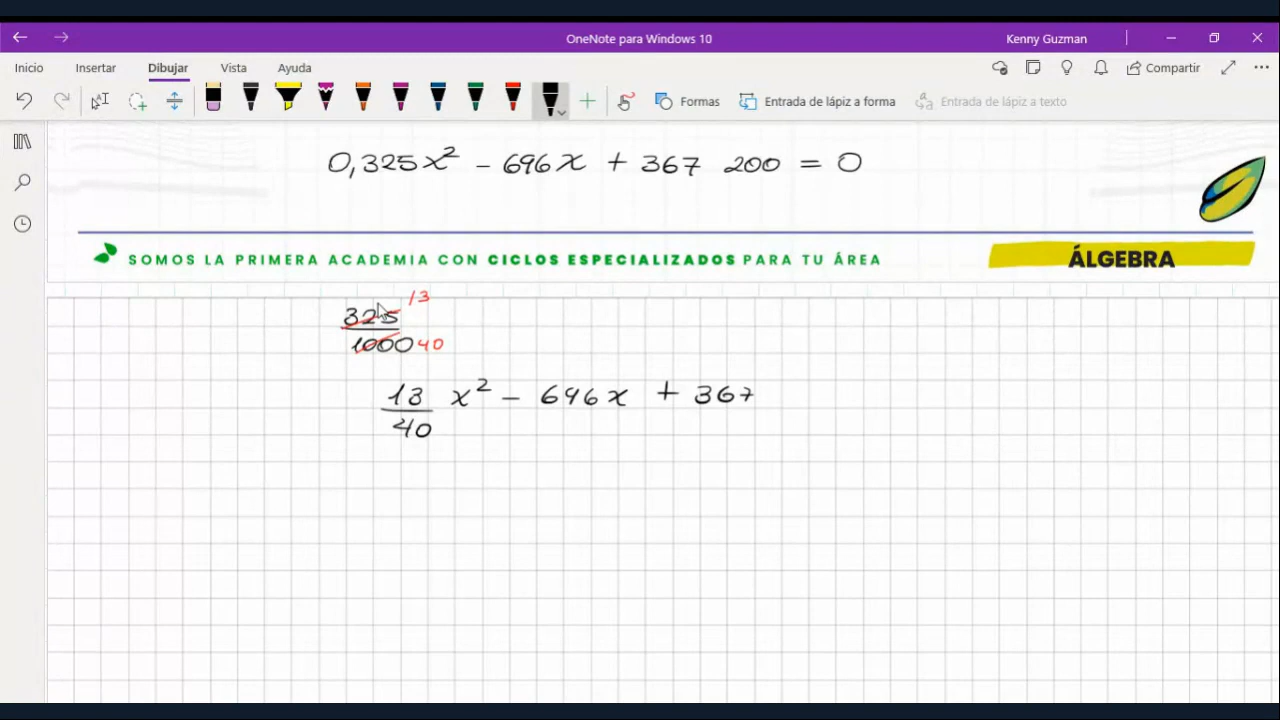 OneNote para Windows 10
Kenny Guzman
Inicio Insertar Dibujar Vista Ayuda
Compartir
Formas Entrada de lápiz a forma Entrada de lápiz a texto
0,325x² - 696x + 367 200 = 0
SOMOS LA PRIMERA ACADEMIA CON CICLOS ESPECIALIZADOS PARA TU ÁREA
ÁLGEBRA
325 13
1000 40
13 x² - 696x + 367
40